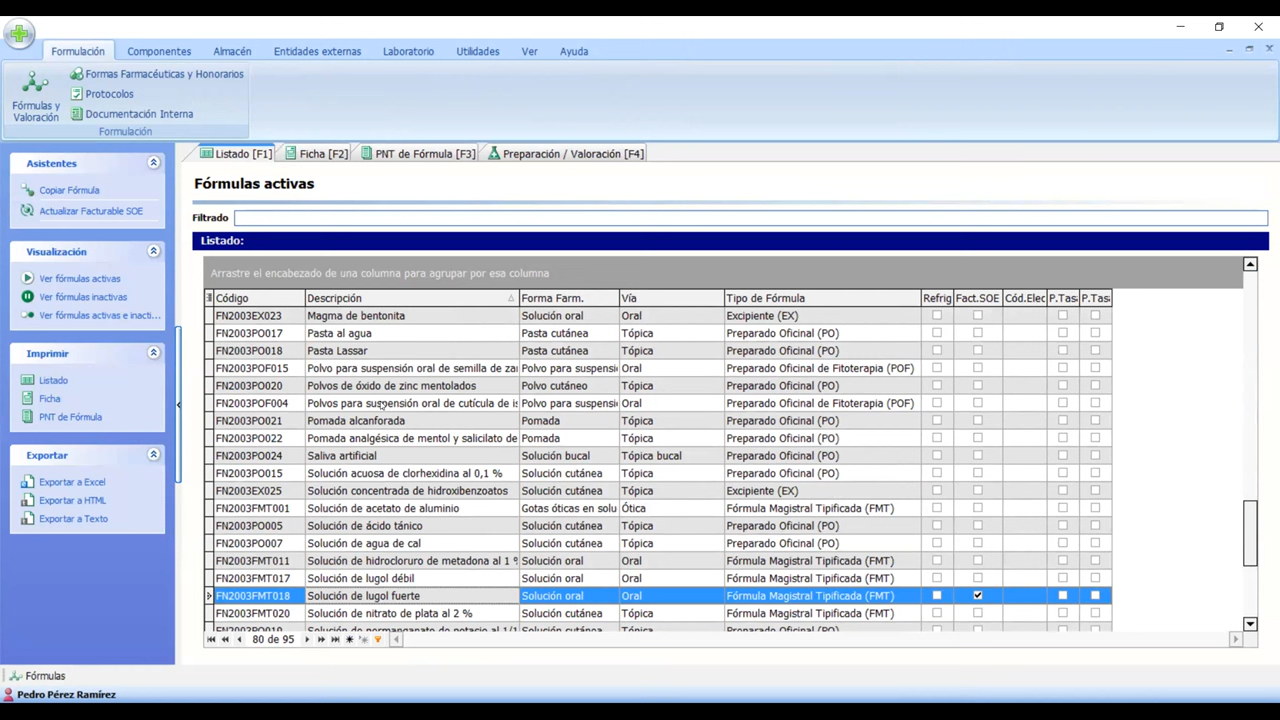 Formulación Componentes Almacén Entidades externas Laboratorio Utilidades Ver Ayuda
Fórmulas y Valoración
Formas Farmacéuticas y Honorarios
Protocolos
Documentación Interna
Formulación
Asistentes
Copiar Fórmula
Actualizar Facturable SOE
Visualización
Ver fórmulas activas
Ver fórmulas inactivas
Ver fórmulas activas e inacti...
Imprimir
Listado
Ficha
PNT de Fórmula
Exportar
Exportar a Excel
Exportar a HTML
Exportar a Texto
Listado [F1] Ficha [F2] PNT de Fórmula [F3] Preparación / Valoración [F4]
Fórmulas activas
Filtrado
Listado:
Arrastre el encabezado de una columna para agrupar por esa columna
Código Descripción Forma Farm. Vía Tipo de Fórmula Refrig Fact.SOE Cód.Elec P.Tas P.Tas
FN2003EX023 Magma de bentonita Solución oral Oral Excipiente (EX)
FN2003PO017 Pasta al agua Pasta cutánea Tópica Preparado Oficinal (PO)
FN2003PO018 Pasta Lassar Pasta cutánea Tópica Preparado Oficinal (PO)
FN2003POF015 Polvo para suspensión oral de semilla de za Polvo para suspensi Oral Preparado Oficinal de Fitoterapia (POF)
FN2003PO020 Polvos de óxido de zinc mentolados Polvo cutáneo Tópica Preparado Oficinal (PO)
FN2003POF004 Polvos para suspensión oral de cutícula de is Polvo para suspensi Oral Preparado Oficinal de Fitoterapia (POF)
FN2003PO021 Pomada alcanforada Pomada Tópica Preparado Oficinal (PO)
FN2003PO022 Pomada analgésica de mentol y salicilato de Pomada Tópica Preparado Oficinal (PO)
FN2003PO024 Saliva artificial Solución bucal Tópica bucal Preparado Oficinal (PO)
FN2003PO015 Solución acuosa de clorhexidina al 0,1 % Solución cutánea Tópica Preparado Oficinal (PO)
FN2003EX025 Solución concentrada de hidroxibenzoatos Solución cutánea Tópica Excipiente (EX)
FN2003FMT001 Solución de acetato de aluminio Gotas óticas en solu Ótica Fórmula Magistral Tipificada (FMT)
FN2003PO005 Solución de ácido tánico Solución cutánea Tópica Preparado Oficinal (PO)
FN2003PO007 Solución de agua de cal Solución cutánea Tópica Preparado Oficinal (PO)
FN2003FMT011 Solución de hidrocloruro de metadona al 1 % Solución oral Oral Fórmula Magistral Tipificada (FMT)
FN2003FMT017 Solución de lugol débil Solución oral Oral Fórmula Magistral Tipificada (FMT)
FN2003FMT018 Solución de lugol fuerte Solución oral Oral Fórmula Magistral Tipificada (FMT)
FN2003FMT020 Solución de nitrato de plata al 2 % Solución cutánea Tópica Fórmula Magistral Tipificada (FMT)
80 de 95
Fórmulas
Pedro Pérez Ramírez